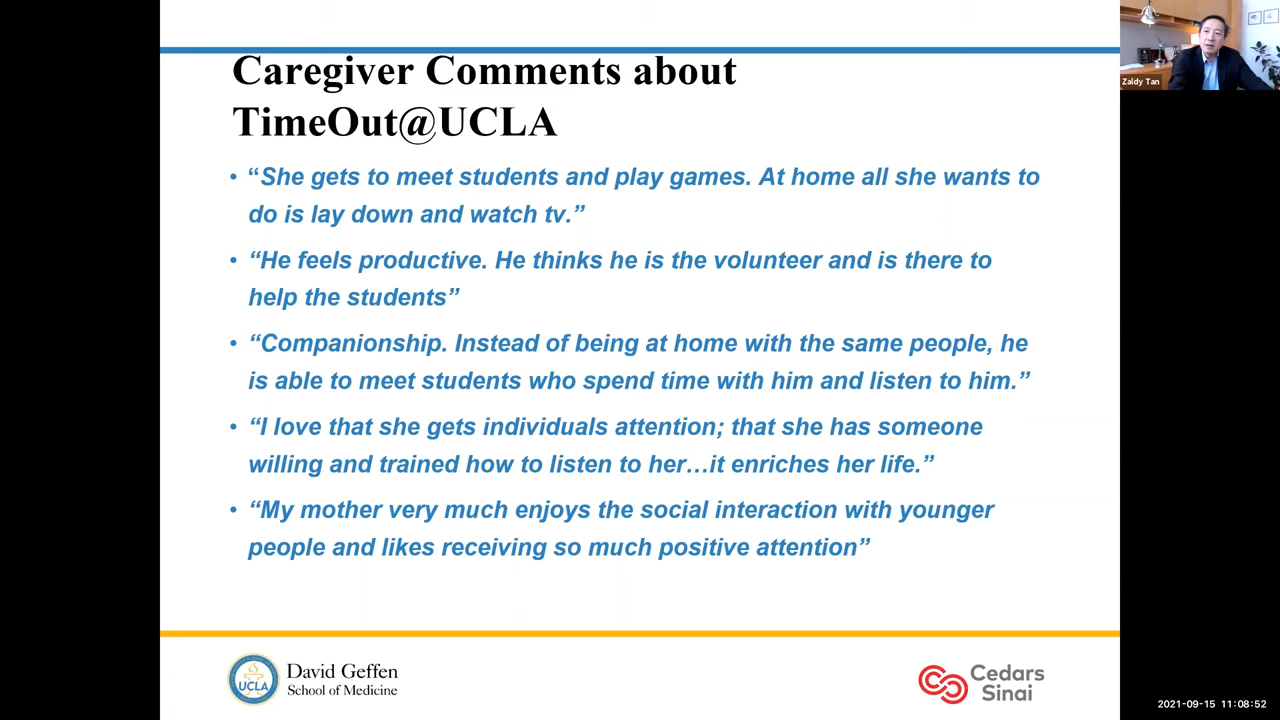 Caregiver Comments about
TimeOut@UCLA
• “She gets to meet students and play games. At home all she wants to
do is lay down and watch tv.”
• “He feels productive. He thinks he is the volunteer and is there to
help the students”
• “Companionship. Instead of being at home with the same people, he
is able to meet students who spend time with him and listen to him.”
• “I love that she gets individuals attention; that she has someone
willing and trained how to listen to her…it enriches her life.”
• “My mother very much enjoys the social interaction with younger
people and likes receiving so much positive attention”
UCLA
David Geffen
School of Medicine
Cedars
Sinai
Zaldy Tan
2021-09-15 11:08:52